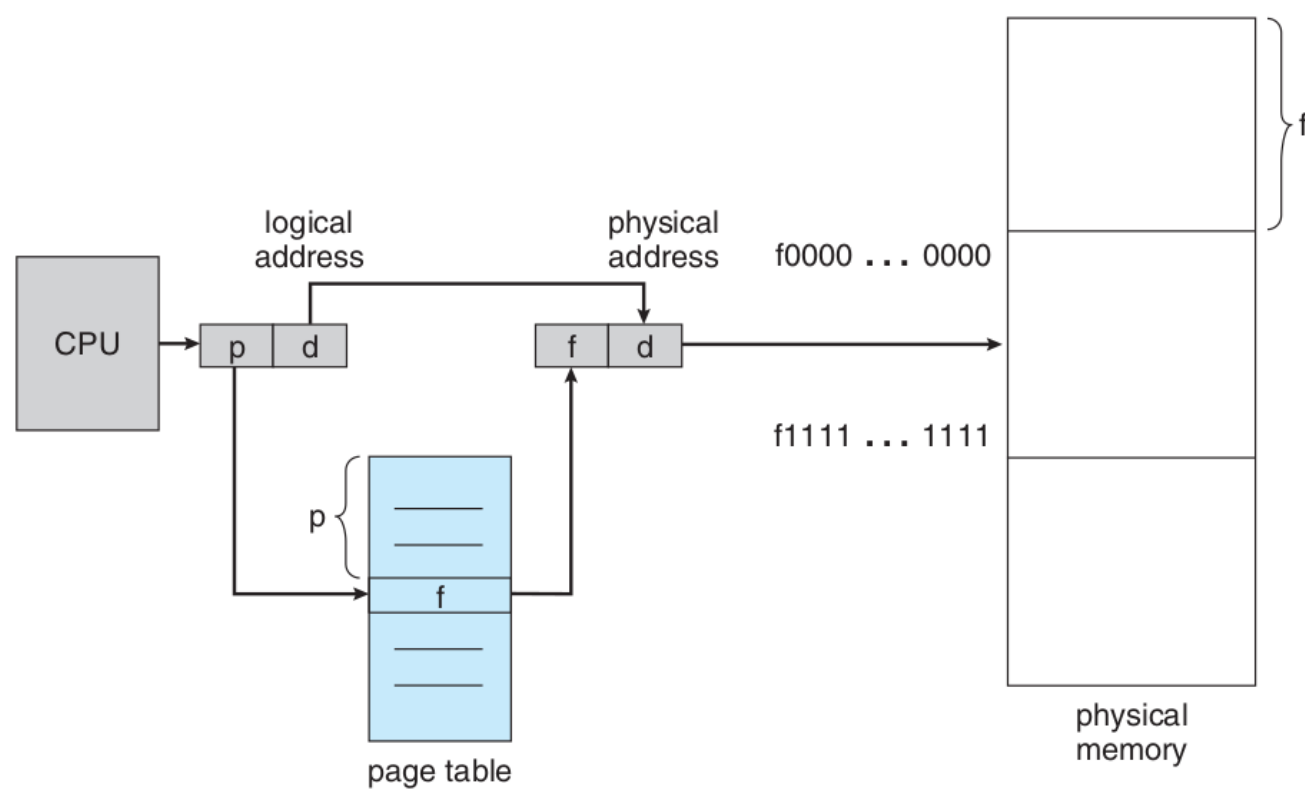 f
logical
address
physical
address
f0000 ... 0000
CPU
p
d
f
d
f1111 ... 1111
p
f
page table
physical
memory